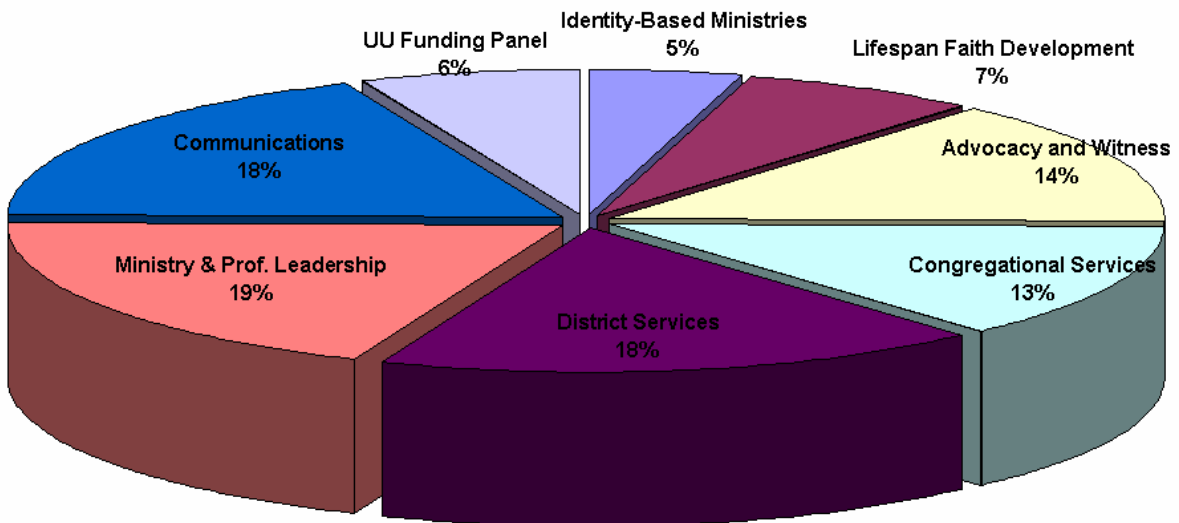 Identity-Based Ministries
5%
UU Funding Panel
6%
Lifespan Faith Development
7%
Communications
18%
Advocacy and Witness
14%
Ministry & Prof. Leadership
19%
Congregational Services
13%
District Services
18%